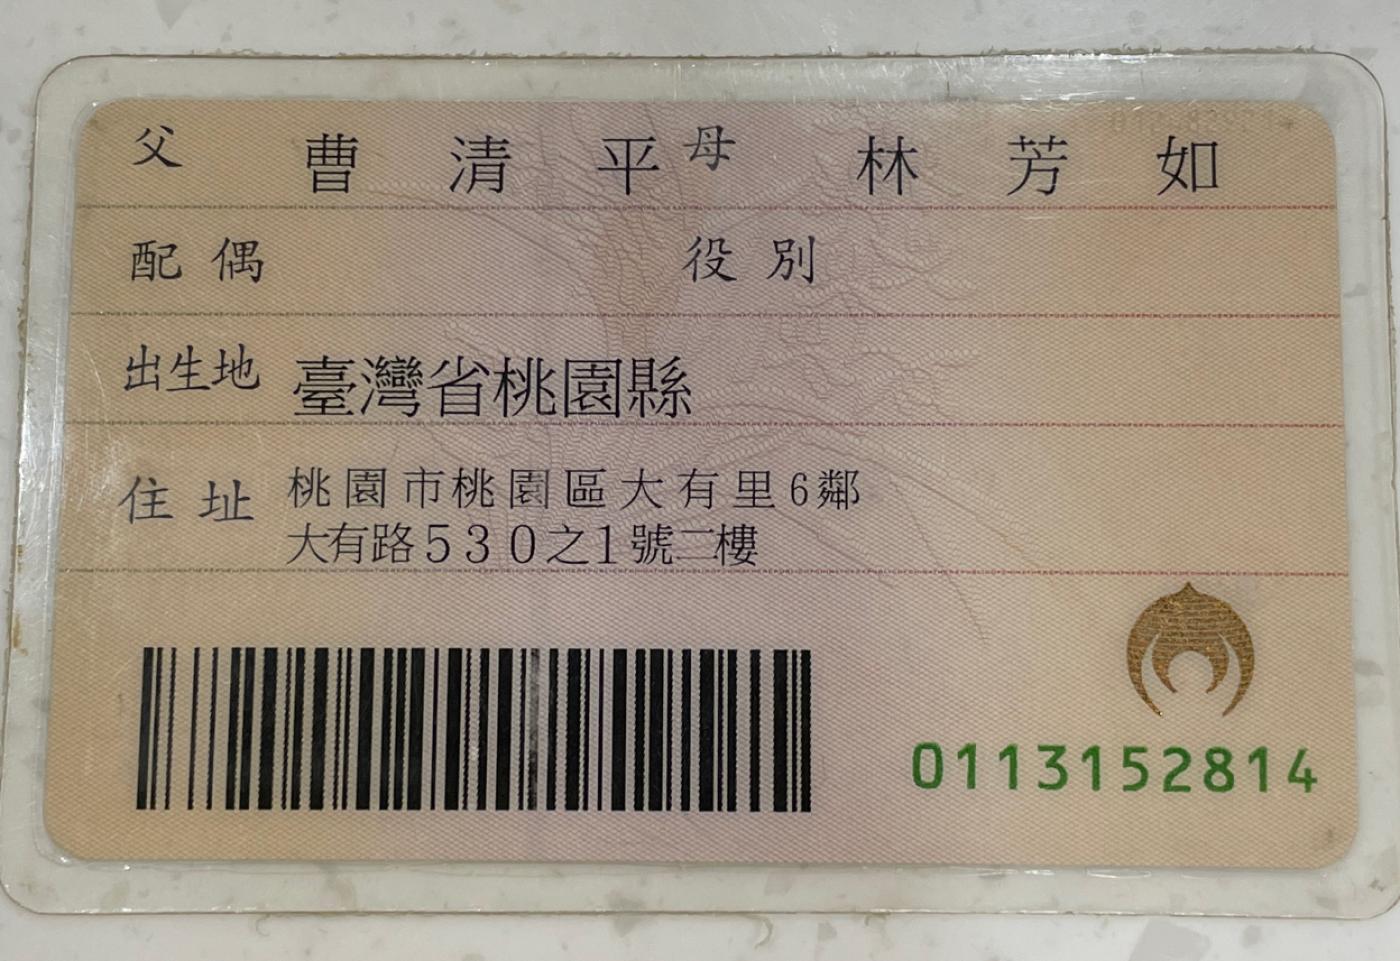 父 曹清平 母 林芳如
配偶 役別
出生地 臺灣省桃園縣
住址 桃園市桃園區大有里6鄰
大有路530之1號二樓
0113152814